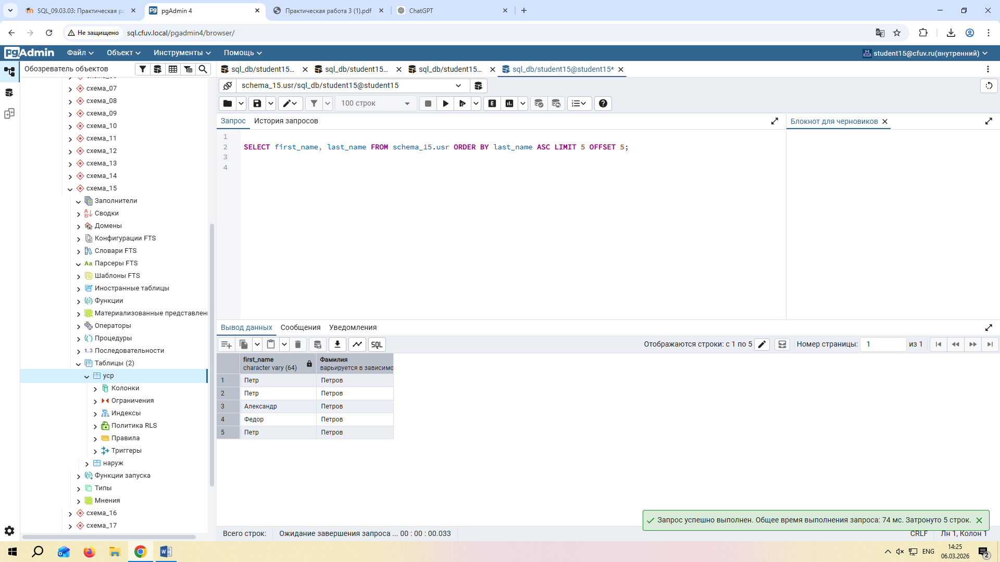 SQL_09.03.03: Практическая р
pgAdmin 4
Практическая работа 3 (1).pdf
ChatGPT
Не защищено
sql.cfuv.local/pgadmin4/browser/
pgAdmin
Файл
Объект
Инструменты
Помощь
student15@cfuv.ru(внутренний)
Обозреватель объектов
sql_db/student15...
sql_db/student15...
sql_db/student15...
sql_db/student15@student15*
schema_15.usr/sql_db/student15@student15
100 строк
E
Запрос
История запросов
Блокнот для черновиков
1
2 SELECT first_name, last_name FROM schema_15.usr ORDER BY last_name ASC LIMIT 5 OFFSET 5;
3
4
схема_07
схема_08
схема_09
схема_10
схема_11
схема_12
схема_13
схема_14
схема_15
Заполнители
Сводки
Домены
Конфигурации FTS
Словари FTS
Aa Парсеры FTS
Шаблоны FTS
Иностранные таблицы
Функции
Материализованные представлен
Операторы
Процедуры
1..3 Последовательности
Таблицы (2)
уср
Колонки
Ограничения
Индексы
Политика RLS
Правила
Триггеры
наруж
Функции запуска
Типы
Мнения
схема_16
схема_17
Вывод данных
Сообщения
Уведомления
SQL
Отображаются строки: с 1 по 5
Номер страницы:
1
из 1
first_name
character vary (64)
Фамилия
варьируется в зависимо
1 Петр Петров
2 Петр Петров
3 Александр Петров
4 Федор Петров
5 Петр Петров
Запрос успешно выполнен. Общее время выполнения запроса: 74 мс. Затронуто 5 строк.
Всего строк:
Ожидание завершения запроса ... 00 : 00 : 00.033
CRLF
Лн 1, Колон 1
ENG
14:25
06.03.2026
2